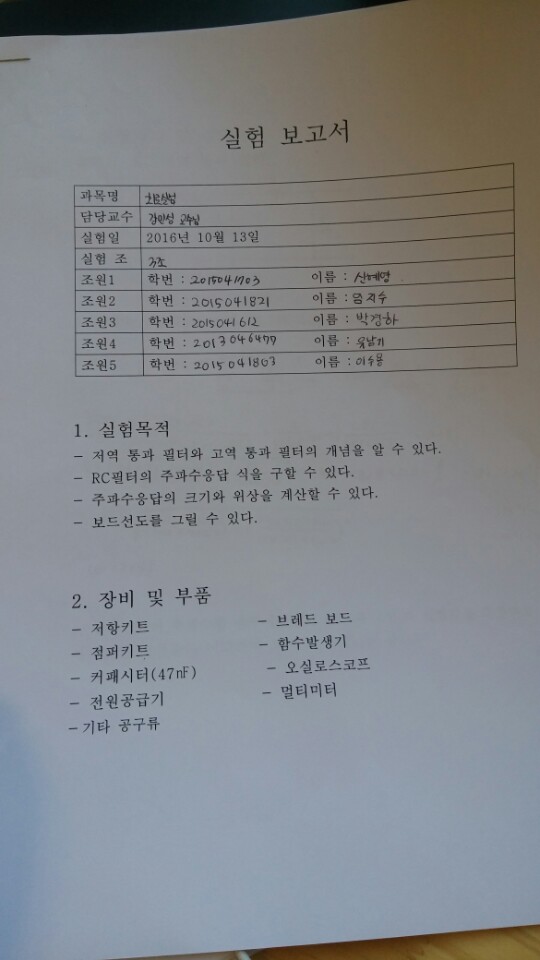 실험 보고서
과목명 회로실험
담당교수 강인성 교수님
실험일 2016년 10월 13일
실험 조 3조
조원1 학번 : 2015041703 이름 : 신혜영
조원2 학번 : 2015041821 이름 : 엄지수
조원3 학번 : 2015041612 이름 : 박경하
조원4 학번 : 2013046477 이름 :
조원5 학번 : 2015041803 이름 : 이수용
1. 실험목적
- 저역 통과 필터와 고역 통과 필터의 개념을 알 수 있다.
- RC필터의 주파수응답 식을 구할 수 있다.
- 주파수응답의 크기와 위상을 계산할 수 있다.
- 보드선도를 그릴 수 있다.
2. 장비 및 부품
- 저항키트 - 브레드 보드
- 점퍼키트 - 함수발생기
- 커패시터(47㎋) - 오실로스코프
- 전원공급기 - 멀티미터
-기타 공구류